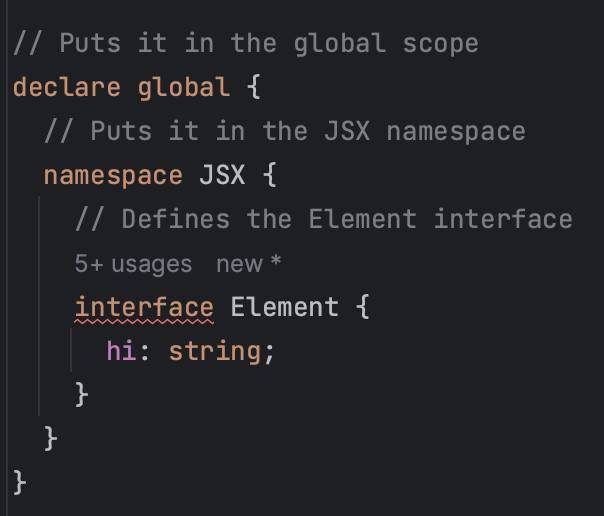 // Puts it in the global scope
declare global {
  // Puts it in the JSX namespace
  namespace JSX {
    // Defines the Element interface
    5+ usages   new *
    interface Element {
      hi: string;
    }
  }
}